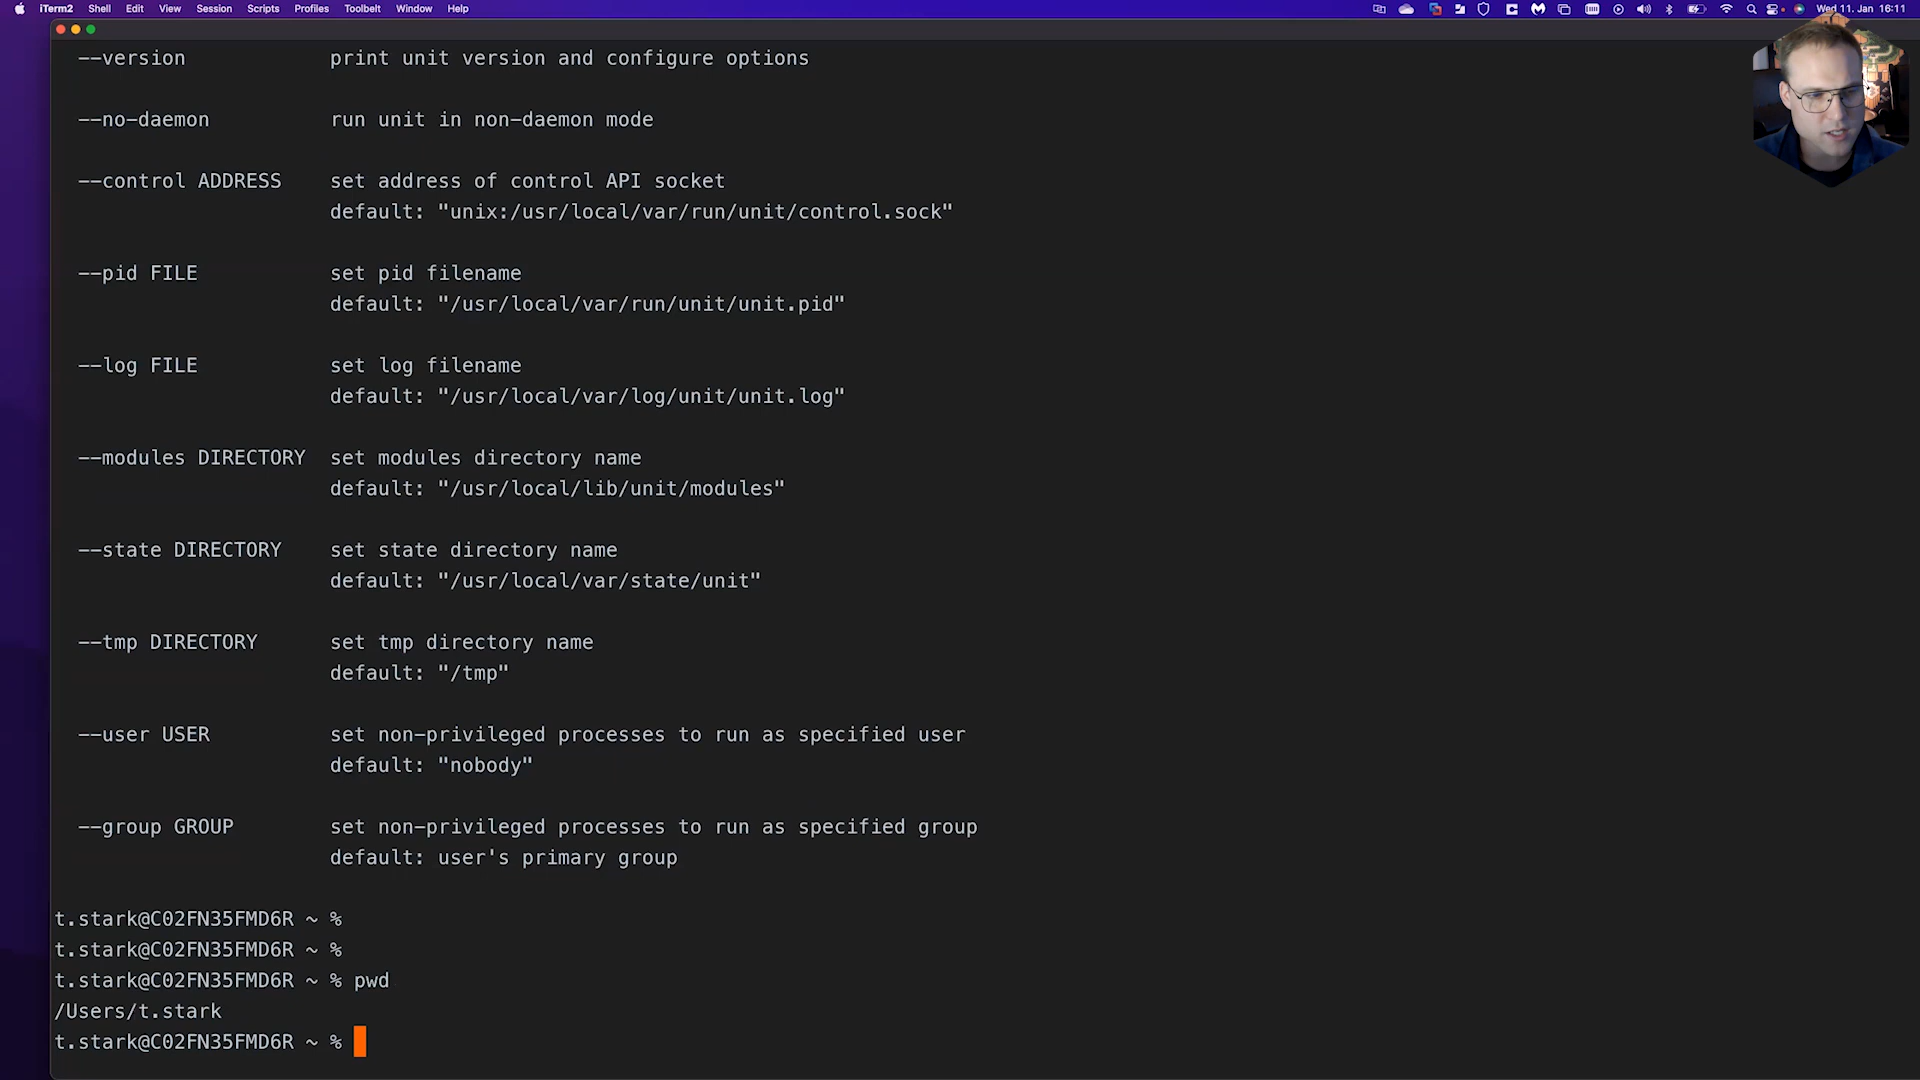 iTerm2 Shell Edit View Session Scripts Profiles Toolbelt Window Help Wed 11. Jan 16:11
--version print unit version and configure options
--no-daemon run unit in non-daemon mode
--control ADDRESS set address of control API socket
default: "unix:/usr/local/var/run/unit/control.sock"
--pid FILE set pid filename
default: "/usr/local/var/run/unit/unit.pid"
--log FILE set log filename
default: "/usr/local/var/log/unit/unit.log"
--modules DIRECTORY set modules directory name
default: "/usr/local/lib/unit/modules"
--state DIRECTORY set state directory name
default: "/usr/local/var/state/unit"
--tmp DIRECTORY set tmp directory name
default: "/tmp"
--user USER set non-privileged processes to run as specified user
default: "nobody"
--group GROUP set non-privileged processes to run as specified group
default: user's primary group
t.stark@C02FN35FMD6R ~ %
t.stark@C02FN35FMD6R ~ %
t.stark@C02FN35FMD6R ~ % pwd
/Users/t.stark
t.stark@C02FN35FMD6R ~ %